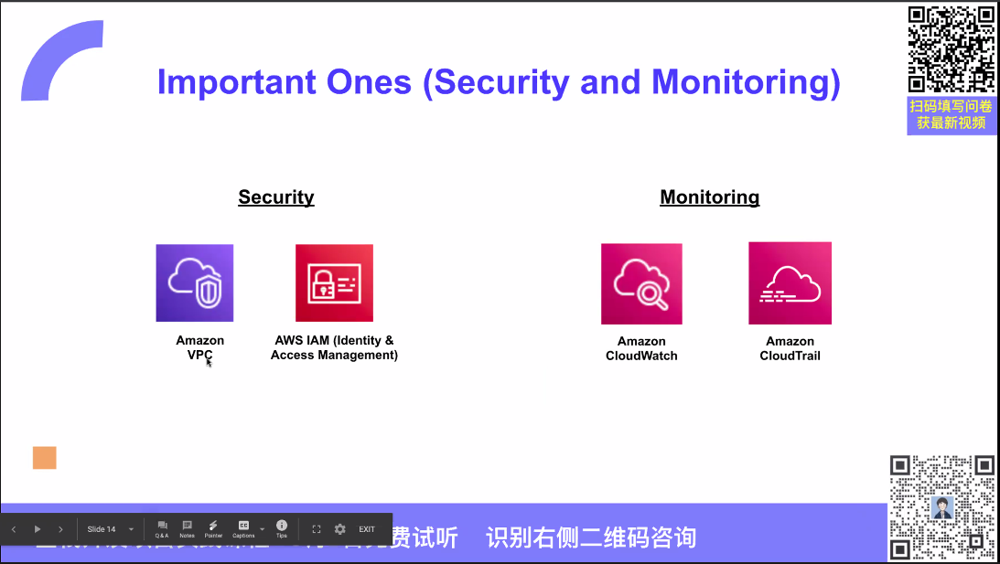 Important Ones (Security and Monitoring)
扫码填写问卷
获最新视频
Security
Monitoring
Amazon
VPC
AWS IAM (Identity &
Access Management)
Amazon
CloudWatch
Amazon
CloudTrail
Slide 14
Q & A
Notes
Pointer
Captions
Tips
EXIT
费试听 识别右侧二维码咨询